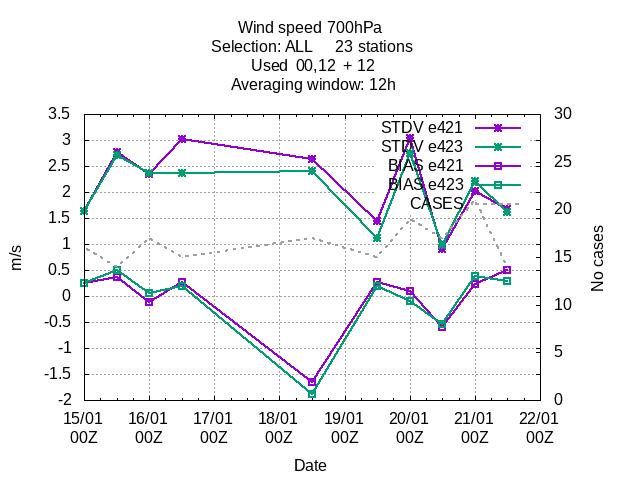 Wind speed 700hPa
Selection: ALL 23 stations
Used 00,12 + 12
Averaging window: 12h
3.5
3
2.5
2
1.5
1
0.5
0
-0.5
-1
-1.5
-2
m/s
30
25
20
15
10
5
0
No cases
STDV e421
STDV e423
BIAS e421
BIAS e423
CASES
15/01 16/01 17/01 18/01 19/01 20/01 21/01 22/01
00Z 00Z 00Z 00Z 00Z 00Z 00Z 00Z
Date